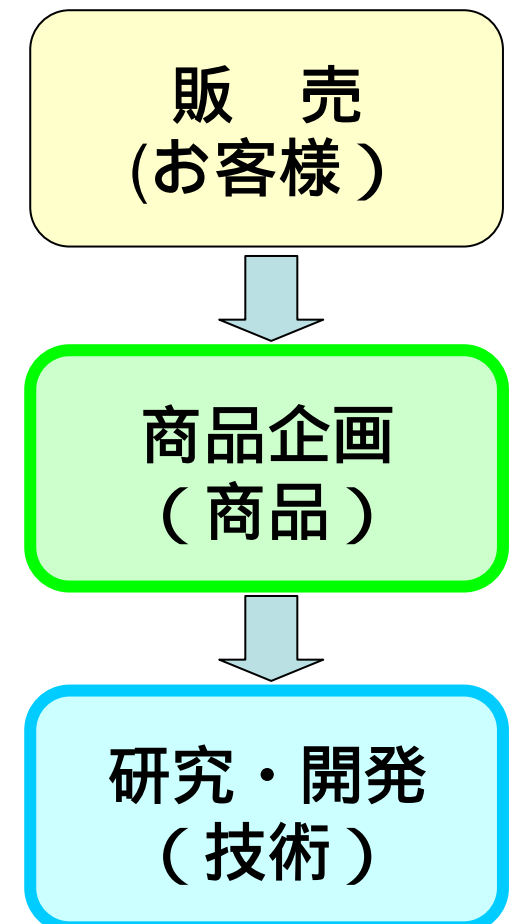 販　売
(お客様）
商品企画
（商品）
研究・開発
（技術）